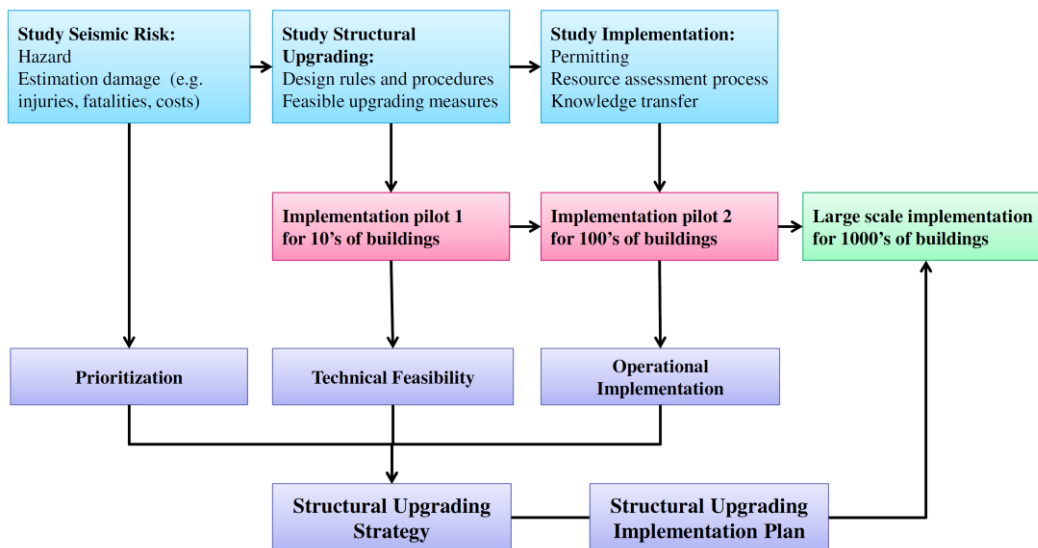 Study Seismic Risk:
Hazard
Estimation damage (e.g.
injuries, fatalities, costs)
Study Structural
Upgrading:
Design rules and procedures
Feasible upgrading measures
Study Implementation:
Permitting
Resource assessment process
Knowledge transfer
Implementation pilot 1
for 10's of buildings
Implementation pilot 2
for 100's of buildings
Large scale implementation
for 1000's of buildings
Prioritization
Technical Feasibility
Operational
Implementation
Structural Upgrading
Strategy
Structural Upgrading
Implementation Plan